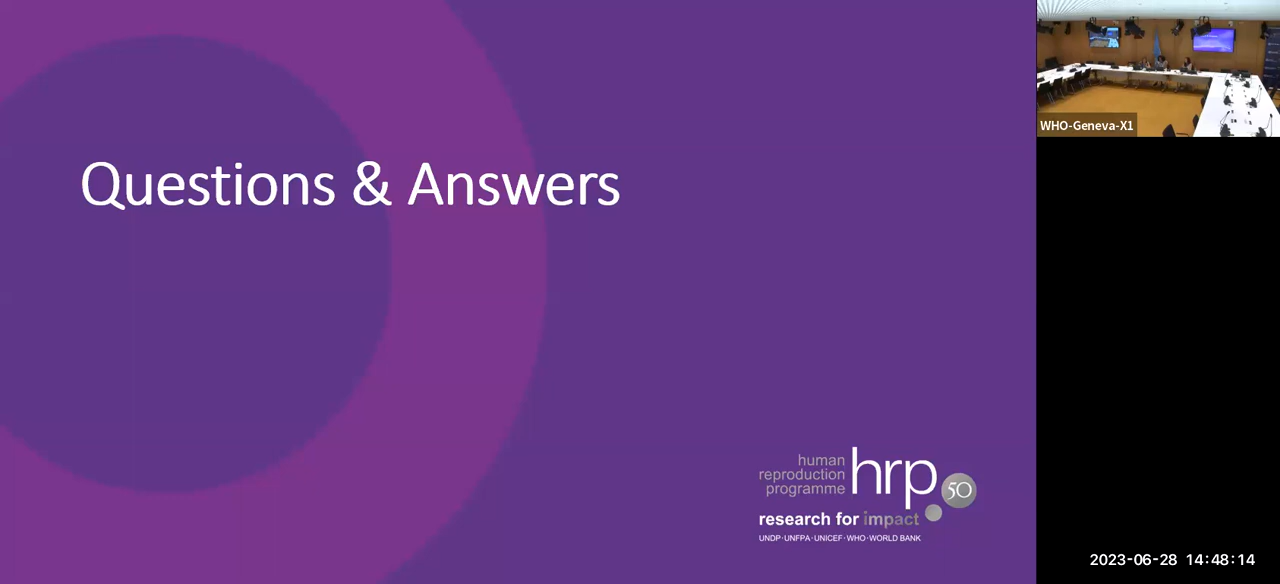 Questions & Answers
human
reproduction
programme
hrp
50
research for impact
UNDP·UNFPA·UNICEF·WHO·WORLD BANK
WHO-Geneva-X1
2023-06-28 14:48:14